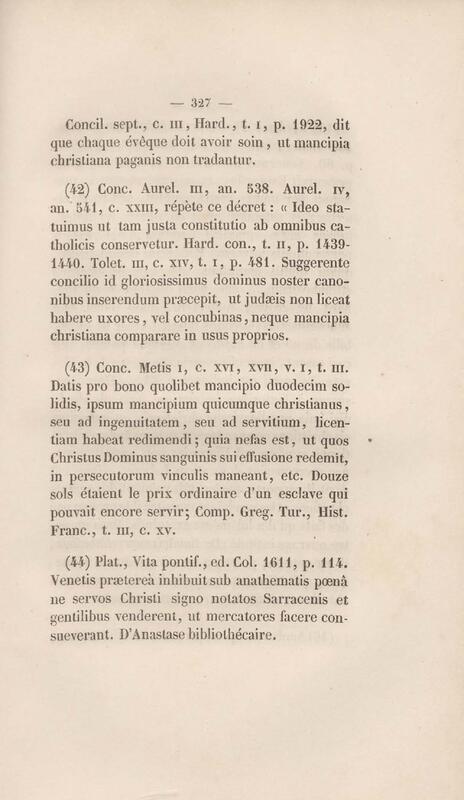 — 327 —
Concil. sept., c. III, Hard., t. I, p. 1922, dit
que chaque évêque doit avoir soin, ut mancipia
christiana paganis non tradantur.
(42) Conc. Aurel. III, an. 538. Aurel. IV,
an. 541, c. XXIII, répète ce décret : « Ideo sta-
tuimus ut tam justa constitutio ab omnibus ca-
tholicis conservetur. Hard. con., t. II, p. 1439-
1440. Tolet. III, c. XIV, t. I, p. 481. Suggerente
concilio id gloriosissimus dominus noster cano-
nibus inserendum præcepit, ut judæis non liceat
habere uxores, vel concubinas, neque mancipia
christiana comparare in usus proprios.
(43) Conc. Metis I, c. XVI, XVII, V. I, t. III.
Datis pro bono quolibet mancipio duodecim so-
lidis, ipsum mancipium quicumque christianus,
seu ad ingenuitatem, seu ad servitium, licen-
tiam habeat redimendi; quia nefas est, ut quos
Christus Dominus sanguinis sui effusione redemit,
in persecutorum vinculis maneant, etc. Douze
sols étaient le prix ordinaire d'un esclave qui
pouvait encore servir; Comp. Greg. Tur., Hist.
Franc., t. III, c. XV.
(44) Plat., Vita pontif., ed. Col. 1611, p. 114.
Venetis prætereà inhibuit sub anathematis pœnâ
ne servos Christi signo notatos Sarracenis et
gentilibus venderent, ut mercatores facere con-
sueverant. D'Anastase bibliothécaire.